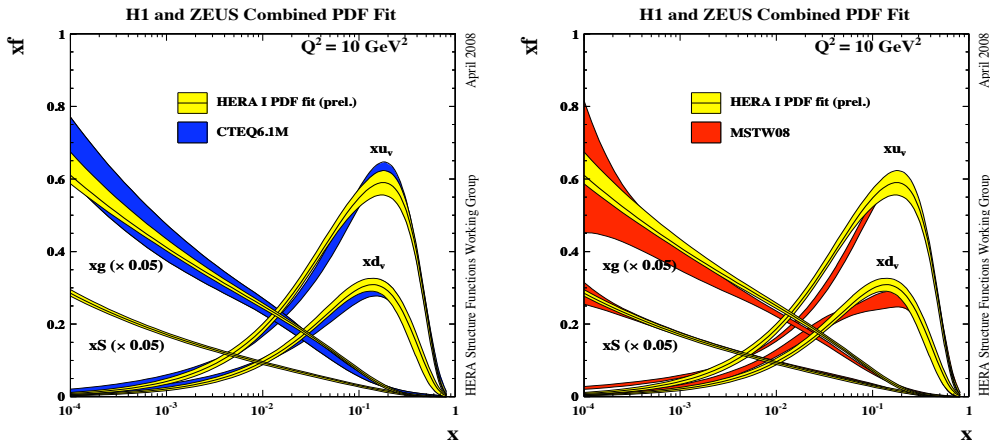 H1 and ZEUS Combined PDF Fit
xf
Q² = 10 GeV²
April 2008
HERA I PDF fit (prel.)
CTEQ6.1M
xuᵥ
xdᵥ
xg (× 0.05)
xS (× 0.05)
HERA Structure Functions Working Group
1
0.8
0.6
0.4
0.2
0
10⁻⁴
10⁻³
10⁻²
10⁻¹
1
x
H1 and ZEUS Combined PDF Fit
xf
Q² = 10 GeV²
April 2008
HERA I PDF fit (prel.)
MSTW08
xuᵥ
xdᵥ
xg (× 0.05)
xS (× 0.05)
HERA Structure Functions Working Group
1
0.8
0.6
0.4
0.2
0
10⁻⁴
10⁻³
10⁻²
10⁻¹
1
x